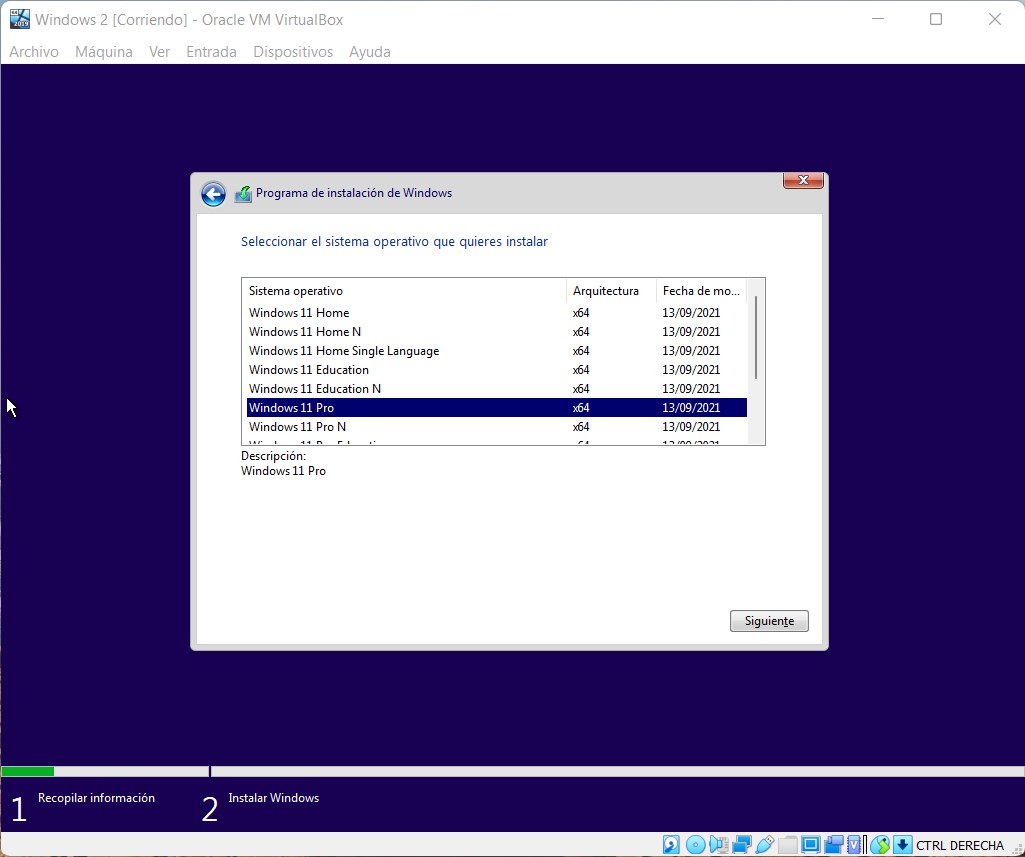 Windows 2 [Corriendo] - Oracle VM VirtualBox
Archivo Máquina Ver Entrada Dispositivos Ayuda
Programa de instalación de Windows
Seleccionar el sistema operativo que quieres instalar
Sistema operativo Arquitectura Fecha de mo...
Windows 11 Home x64 13/09/2021
Windows 11 Home N x64 13/09/2021
Windows 11 Home Single Language x64 13/09/2021
Windows 11 Education x64 13/09/2021
Windows 11 Education N x64 13/09/2021
Windows 11 Pro x64 13/09/2021
Windows 11 Pro N x64 13/09/2021
Descripción:
Windows 11 Pro
Siguiente
1 Recopilar información 2 Instalar Windows
CTRL DERECHA